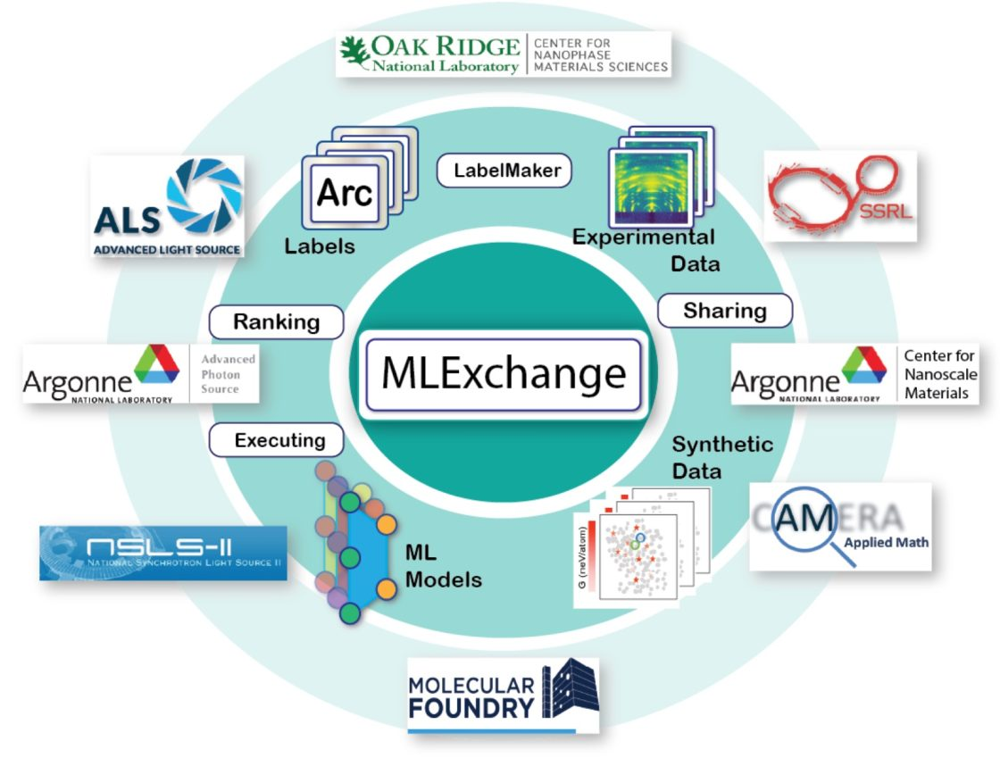 OAK RIDGE
National Laboratory
CENTER FOR
NANOPHASE
MATERIALS SCIENCES
ALS
ADVANCED LIGHT SOURCE
Arc
Labels
LabelMaker
Experimental
Data
SSRL
Ranking
Sharing
Argonne
NATIONAL LABORATORY
Advanced
Photon
Source
MLExchange
Argonne
NATIONAL LABORATORY
Center for
Nanoscale
Materials
Executing
Synthetic
Data
NSLS-II
NATIONAL SYNCHROTRON LIGHT SOURCE II
ML
Models
G (neV/atom)
CAMERA
Applied Math
MOLECULAR
FOUNDRY